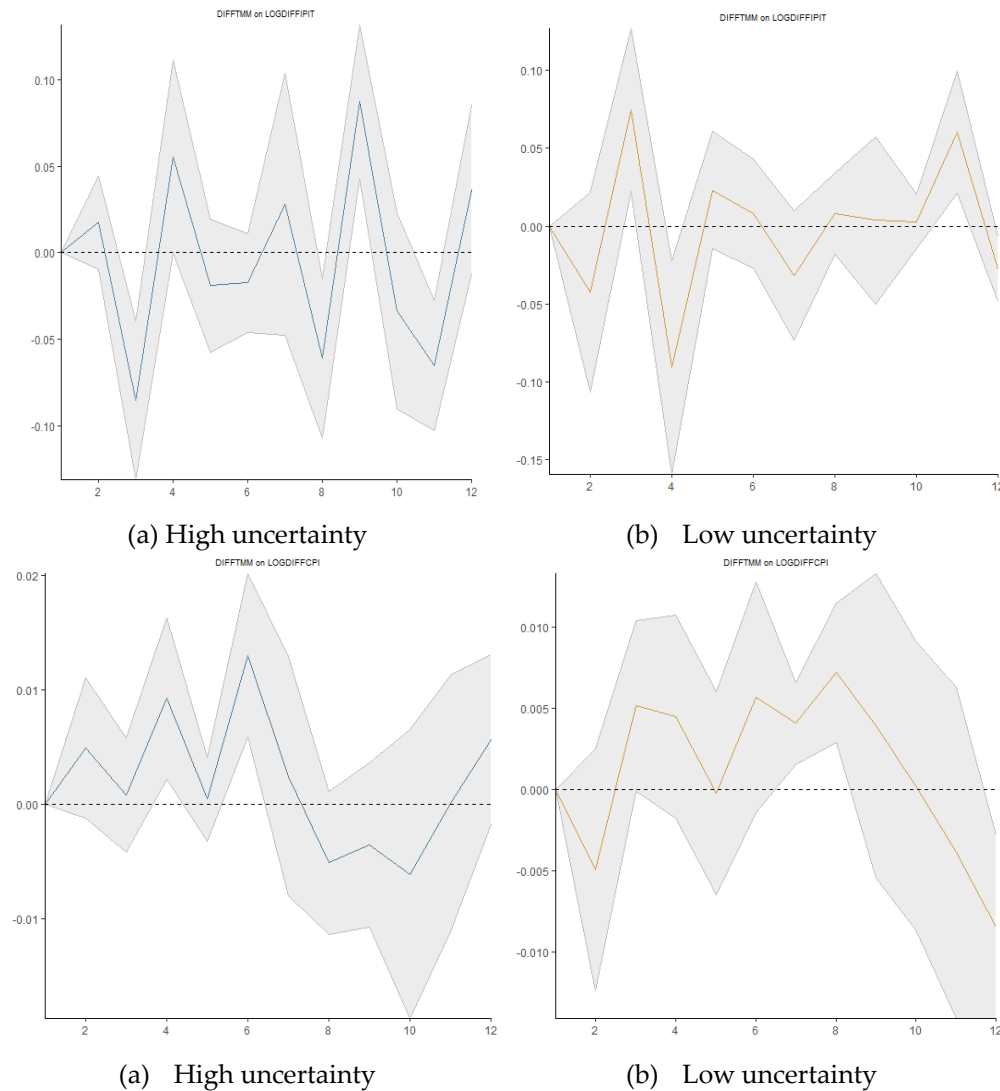 DIFFTMM on LOGDIFFIPIT
0.10
0.05
0.00
-0.05
-0.10
2 4 6 8 10 12
(a) High uncertainty
DIFFTMM on LOGDIFFIPIT
0.10
0.05
0.00
-0.05
-0.10
-0.15
2 4 6 8 10 12
(b) Low uncertainty
DIFFTMM on LOGDIFFCPI
0.02
0.01
0.00
-0.01
2 4 6 8 10 12
(a) High uncertainty
DIFFTMM on LOGDIFFCPI
0.010
0.005
0.000
-0.005
-0.010
2 4 6 8 10 12
(b) Low uncertainty